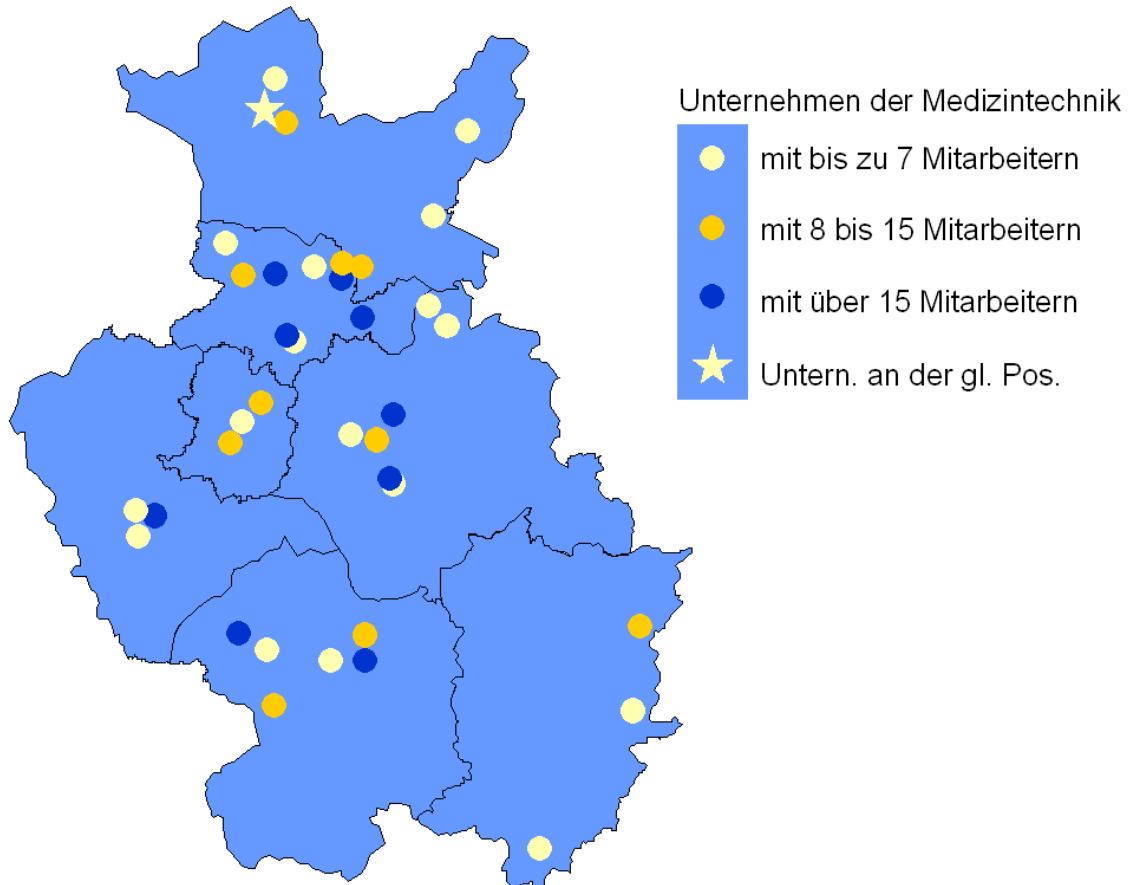 Unternehmen der Medizintechnik
mit bis zu 7 Mitarbeitern
mit 8 bis 15 Mitarbeitern
mit über 15 Mitarbeitern
Untern. an der gl. Pos.